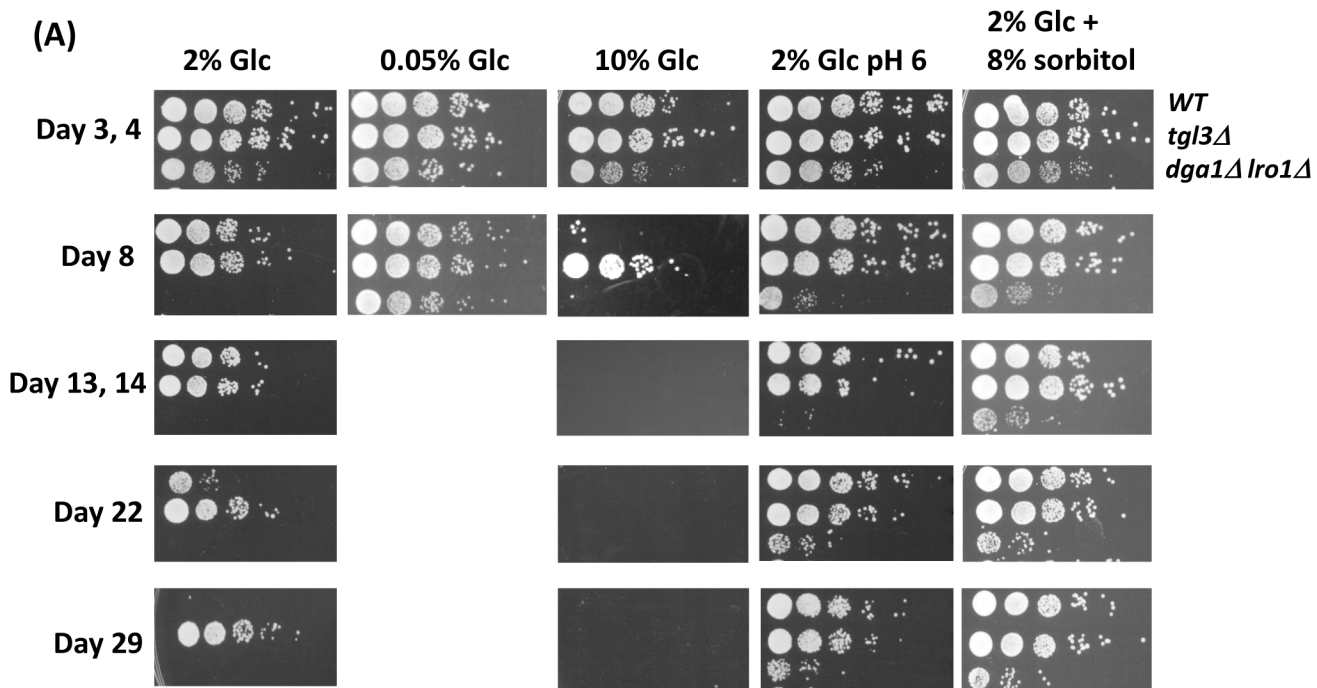 (A)
2% Glc
0.05% Glc
10% Glc
2% Glc pH 6
2% Glc +
8% sorbitol
Day 3, 4
WT
tgl3Δ
dga1Δ lro1Δ
Day 8
Day 13, 14
Day 22
Day 29